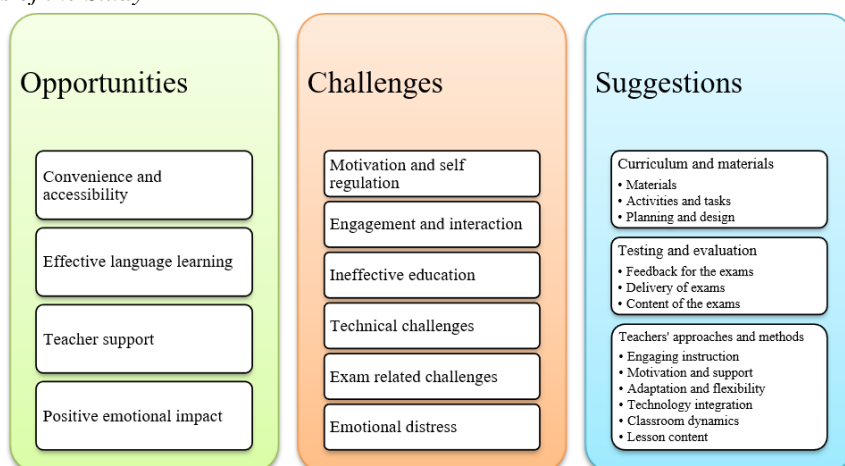 of the Study
Opportunities
Convenience and
accessibility
Effective language learning
Teacher support
Positive emotional impact
Challenges
Motivation and self
regulation
Engagement and interaction
Ineffective education
Technical challenges
Exam related challenges
Emotional distress
Suggestions
Curriculum and materials
• Materials
• Activities and tasks
• Planning and design
Testing and evaluation
• Feedback for the exams
• Delivery of exams
• Content of the exams
Teachers' approaches and methods
• Engaging instruction
• Motivation and support
• Adaptation and flexibility
• Technology integration
• Classroom dynamics
• Lesson content